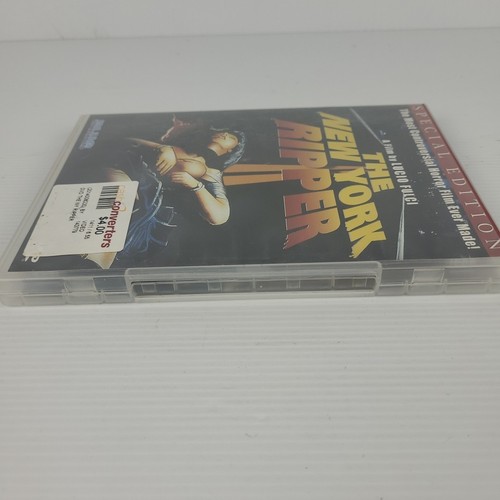 SPECIAL EDITION
The Most Controversial Horror Film Ever Made!
A Film by LUCIO FULCI
THE
NEW YORK
RIPPER
converters
$4.00